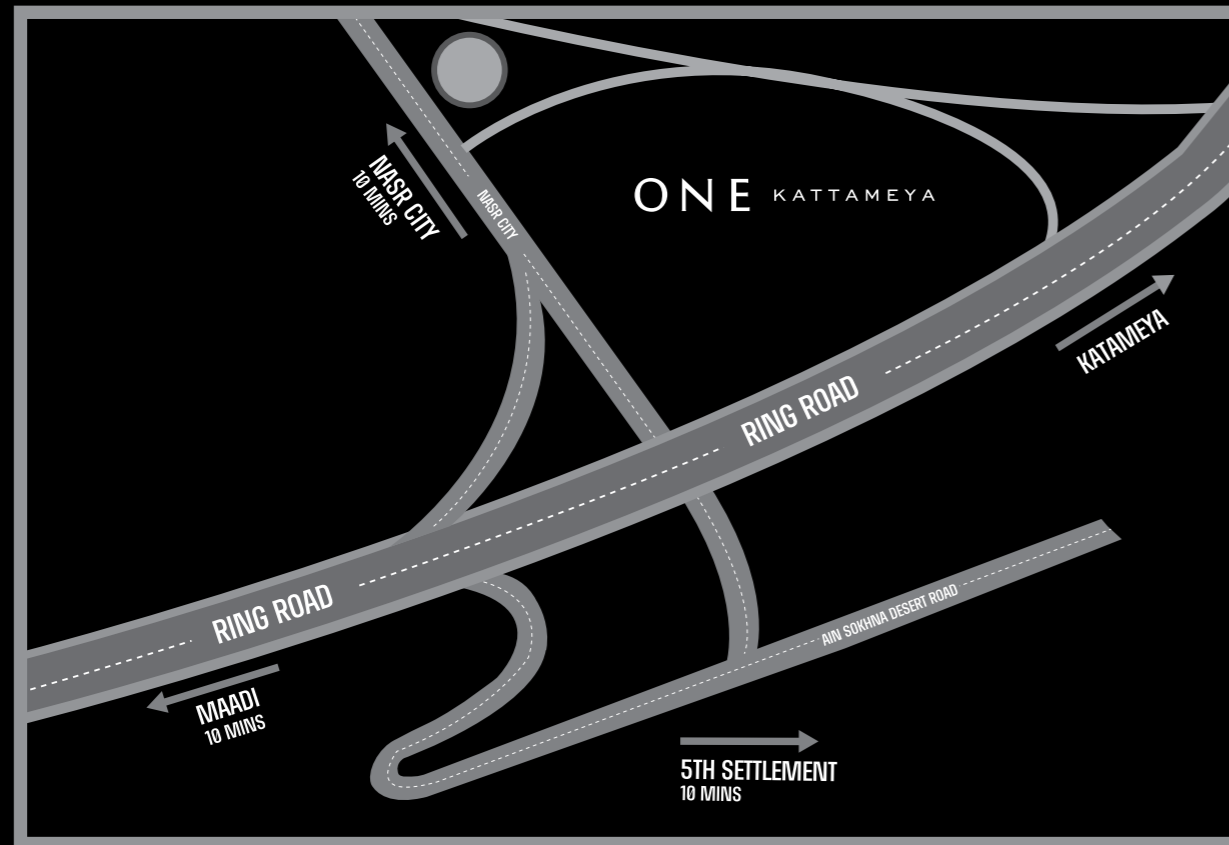 NASR CITY
10 MINS
NASR CITY
ONE KATTAMEYA
KATAMEYA
RING ROAD
RING ROAD
MAADI
10 MINS
AIN SOKHNA DESERT ROAD
5TH SETTLEMENT
10 MINS